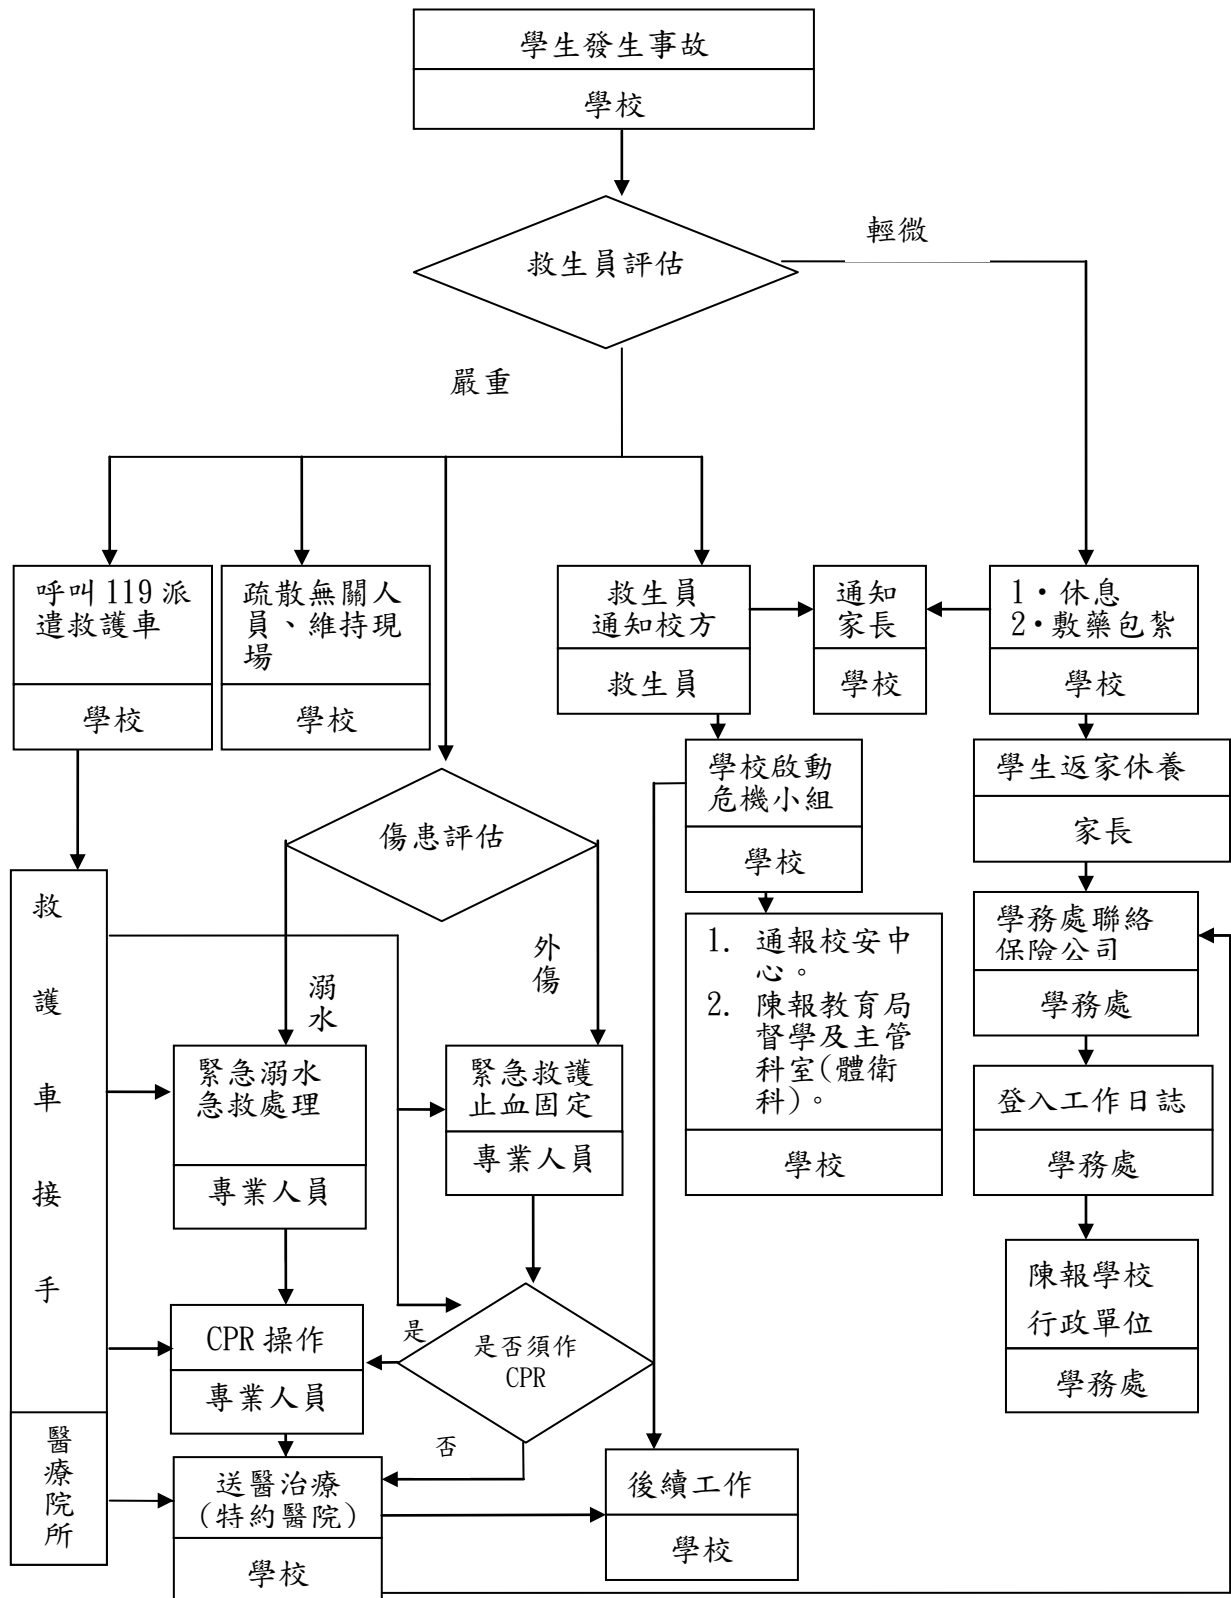 學生發生事故
學校
救生員評估
輕微
嚴重
呼叫119派
遣救護車
學校
疏散無關人
員、維持現
場
學校
救生員
通知校方
救生員
通知
家長
學校
1·休息
2·敷藥包紮
學校
學校啟動
危機小組
學校
學生返家休養
家長
傷患評估
溺水
外傷
救護車接手
醫療院所
1. 通報校安中
心。
2. 陳報教育局
督學及主管
科室(體衛
科)。
學校
學務處聯絡
保險公司
學務處
緊急溺水
急救處理
專業人員
緊急救護
止血固定
專業人員
登入工作日誌
學務處
CPR操作
專業人員
是
是否須作
CPR
否
陳報學校
行政單位
學務處
送醫治療
(特約醫院)
學校
後續工作
學校